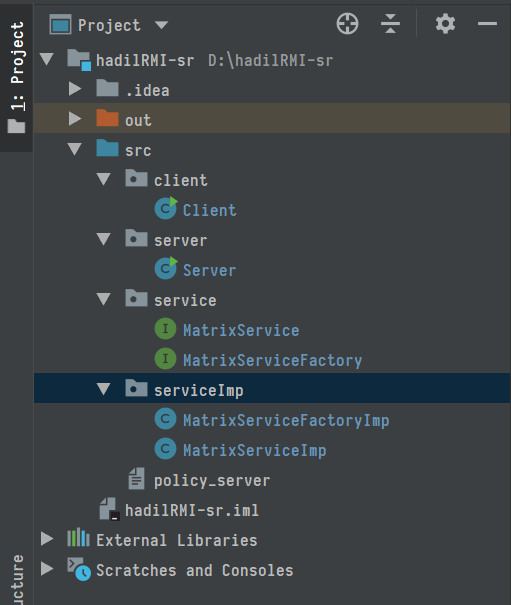 1: Project
Project
hadilRMI-sr D:\hadilRMI-sr
.idea
out
src
client
C Client
server
C Server
service
I MatrixService
I MatrixServiceFactory
serviceImp
C MatrixServiceFactoryImp
C MatrixServiceImp
policy_server
hadilRMI-sr.iml
External Libraries
Scratches and Consoles
ucture